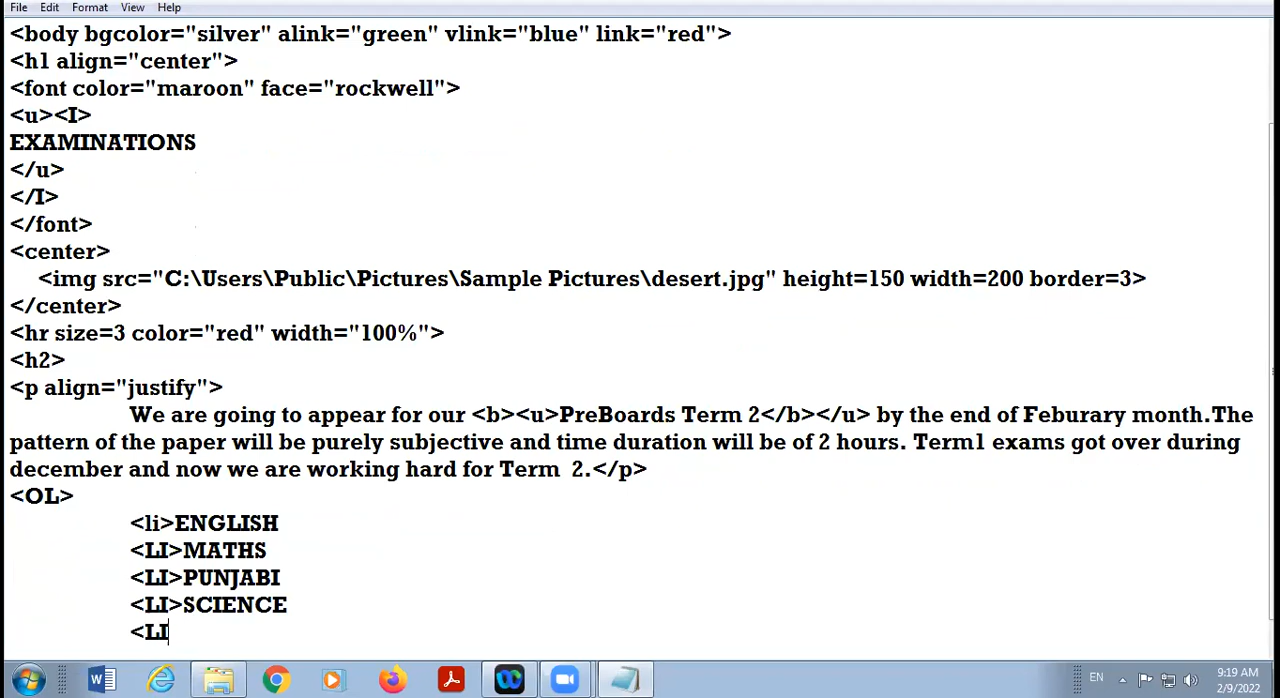 File Edit Format View Help
<body bgcolor="silver" alink="green" vlink="blue" link="red">
<h1 align="center">
<font color="maroon" face="rockwell">
<u><I>
EXAMINATIONS
</u>
</I>
</font>
<center>
<img src="C:\Users\Public\Pictures\Sample Pictures\desert.jpg" height=150 width=200 border=3>
</center>
<hr size=3 color="red" width="100%">
<h2>
<p align="justify">
We are going to appear for our <b><u>PreBoards Term 2</b></u> by the end of Feburary month.The
pattern of the paper will be purely subjective and time duration will be of 2 hours. Term1 exams got over during
december and now we are working hard for Term  2.</p>
<OL>
<li>ENGLISH
<LI>MATHS
<LI>PUNJABI
<LI>SCIENCE
<LI
EN 9:19 AM
2/9/2022